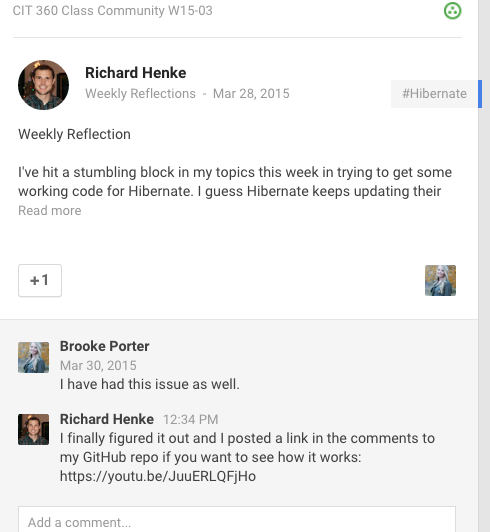 CIT 360 Class Community W15-03
Richard Henke
Weekly Reflections - Mar 28, 2015
#Hibernate
Weekly Reflection
I've hit a stumbling block in my topics this week in trying to get some
working code for Hibernate. I guess Hibernate keeps updating their
Read more
+1
Brooke Porter
Mar 30, 2015
I have had this issue as well.
Richard Henke 12:34 PM
I finally figured it out and I posted a link in the comments to
my GitHub repo if you want to see how it works:
https://youtu.be/JuuERLQFjHo
Add a comment...